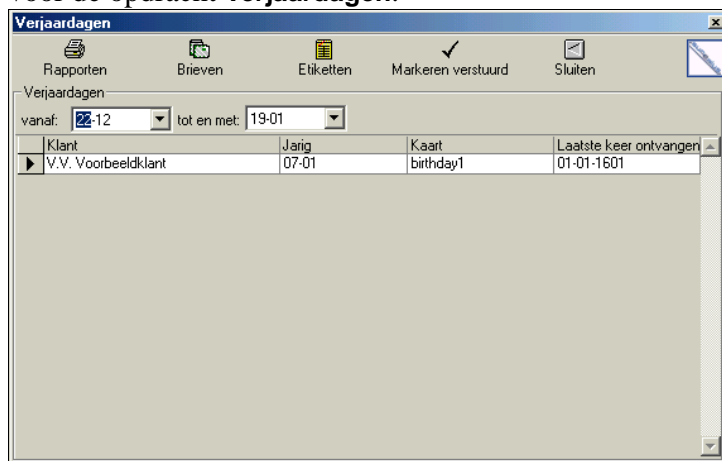 voor de opdracht Verjaardagen.
Verjaardagen
Rapporten Brieven Etiketten Markeren verstuurd Sluiten
Verjaardagen
vanaf: 22-12 tot en met: 19-01
Klant Jarig Kaart Laatste keer ontvangen
V.V. Voorbeeldklant 07-01 birthday1 01-01-1601